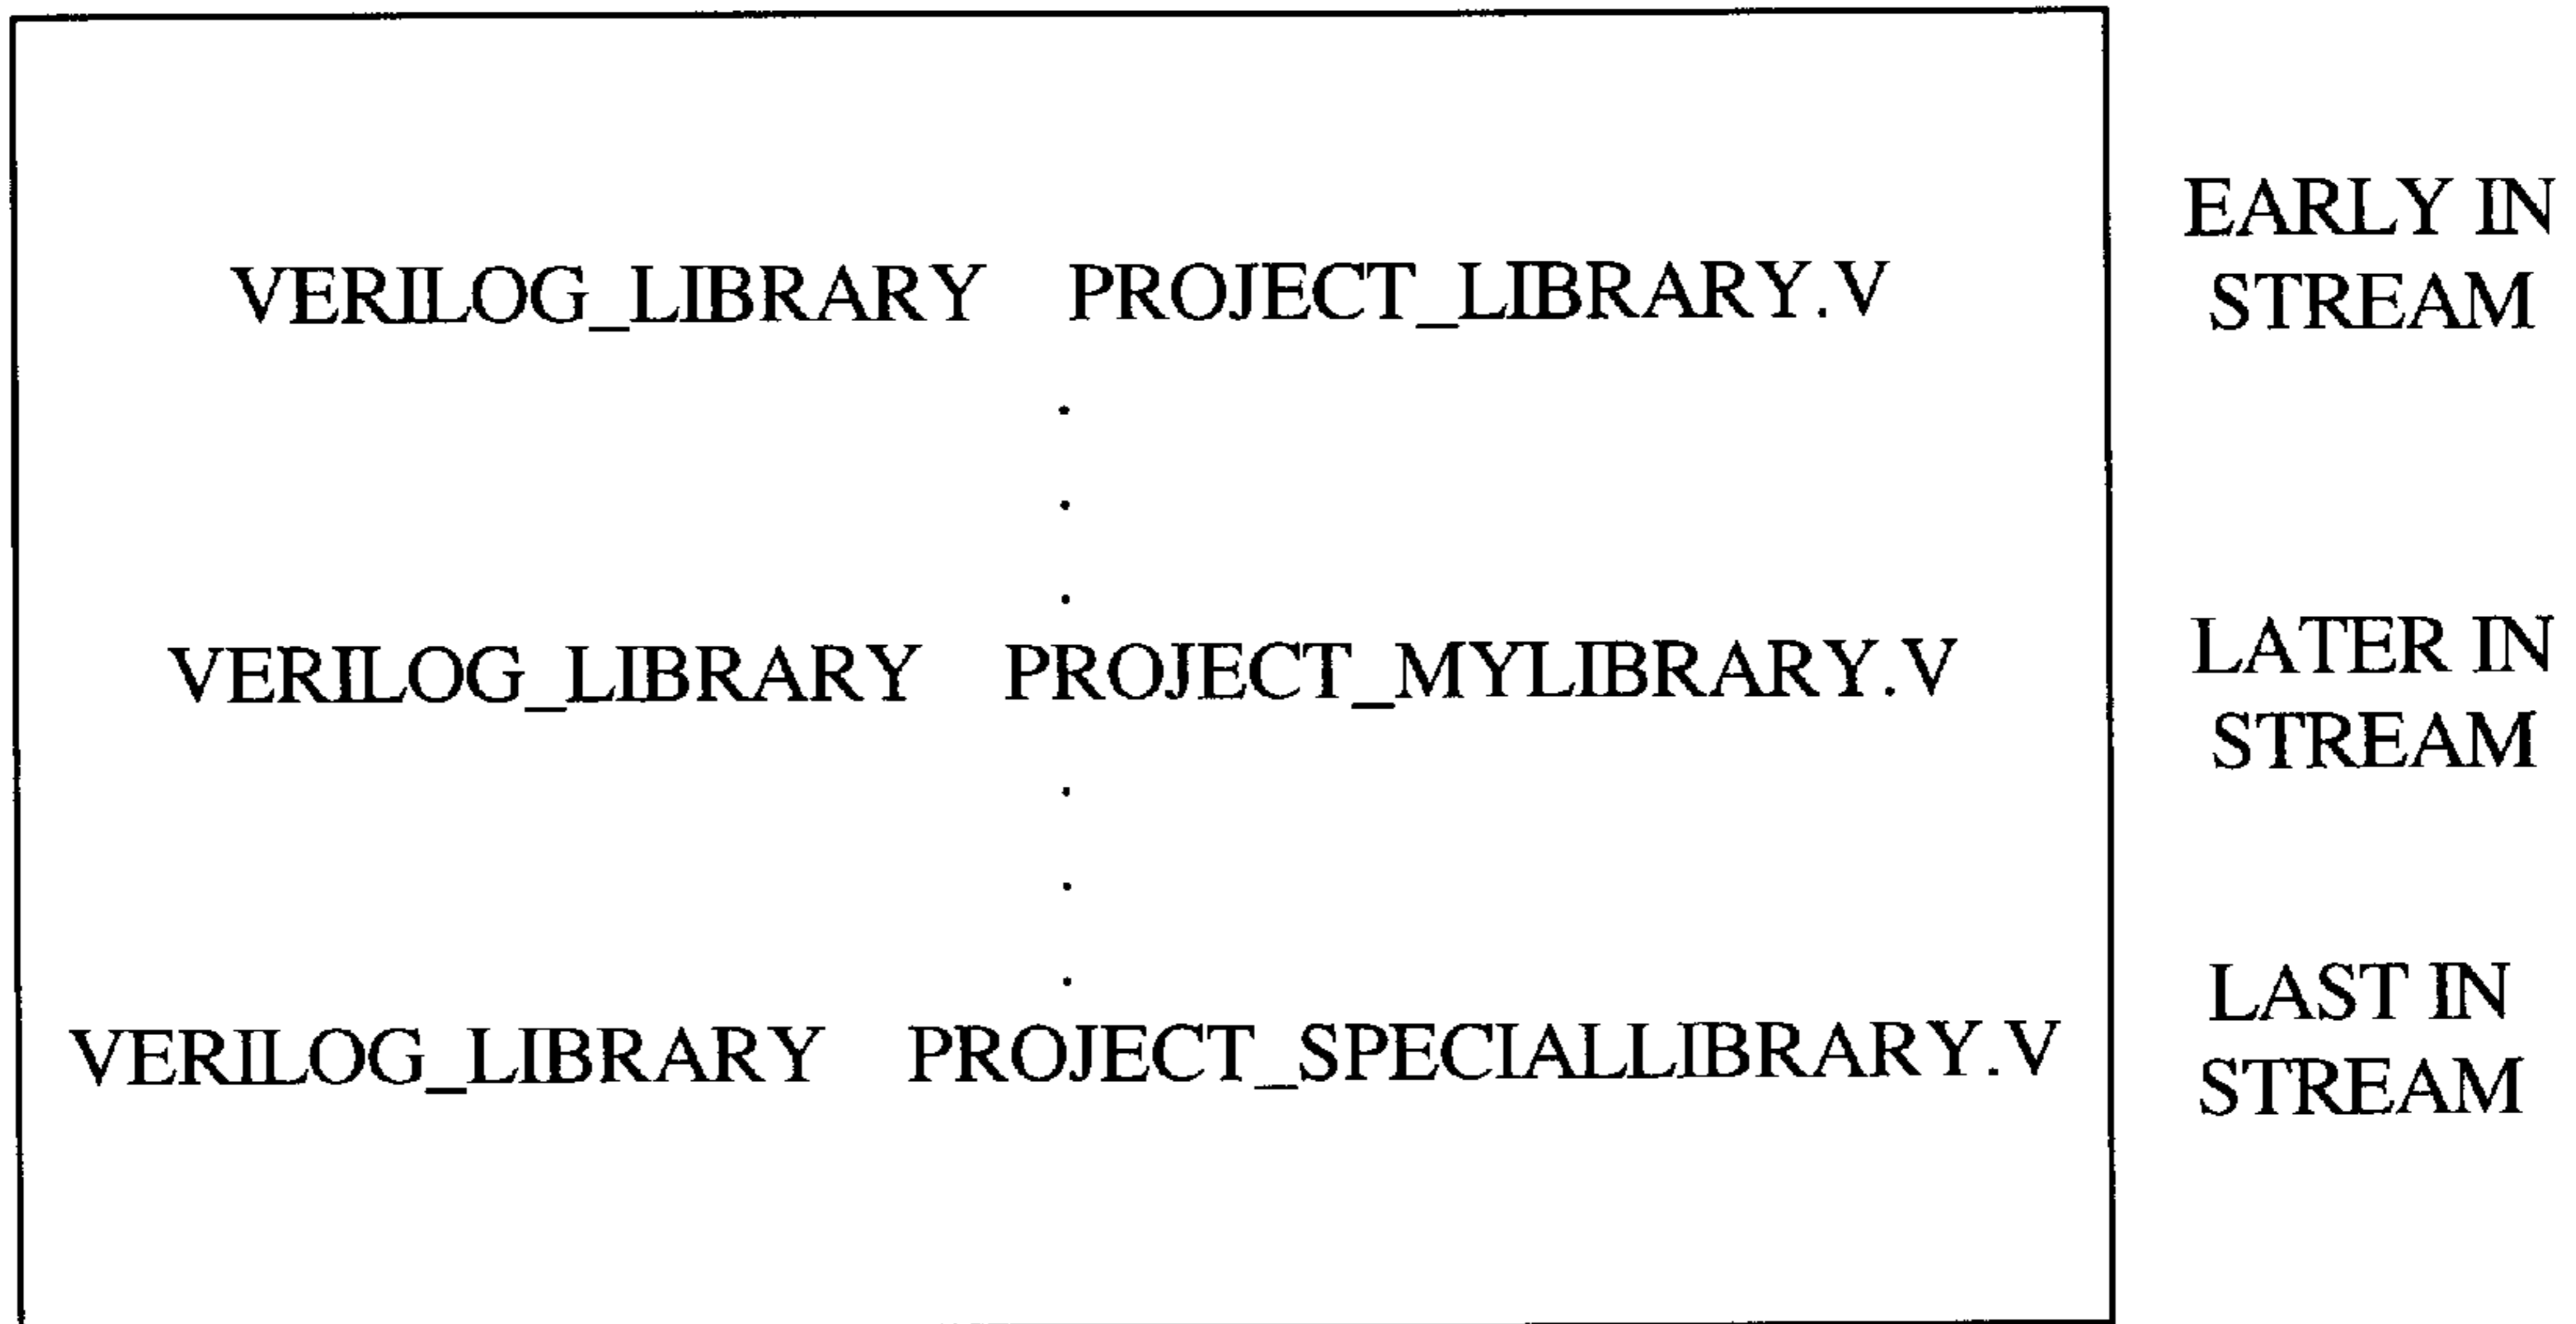 EARLY IN
STREAM
VERILOG_LIBRARY PROJECT_LIBRARY.V
.
.
.
LATER IN
STREAM
VERILOG_LIBRARY PROJECT_MYLIBRARY.V
.
.
.
LAST IN
STREAM
VERILOG_LIBRARY PROJECT_SPECIALLIBRARY.V